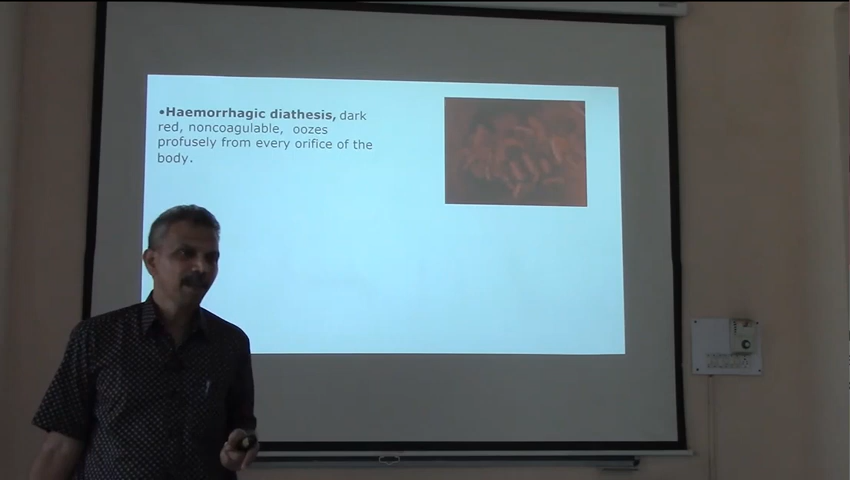 •Haemorrhagic diathesis, dark
red, noncoagulable, oozes
profusely from every orifice of the
body.